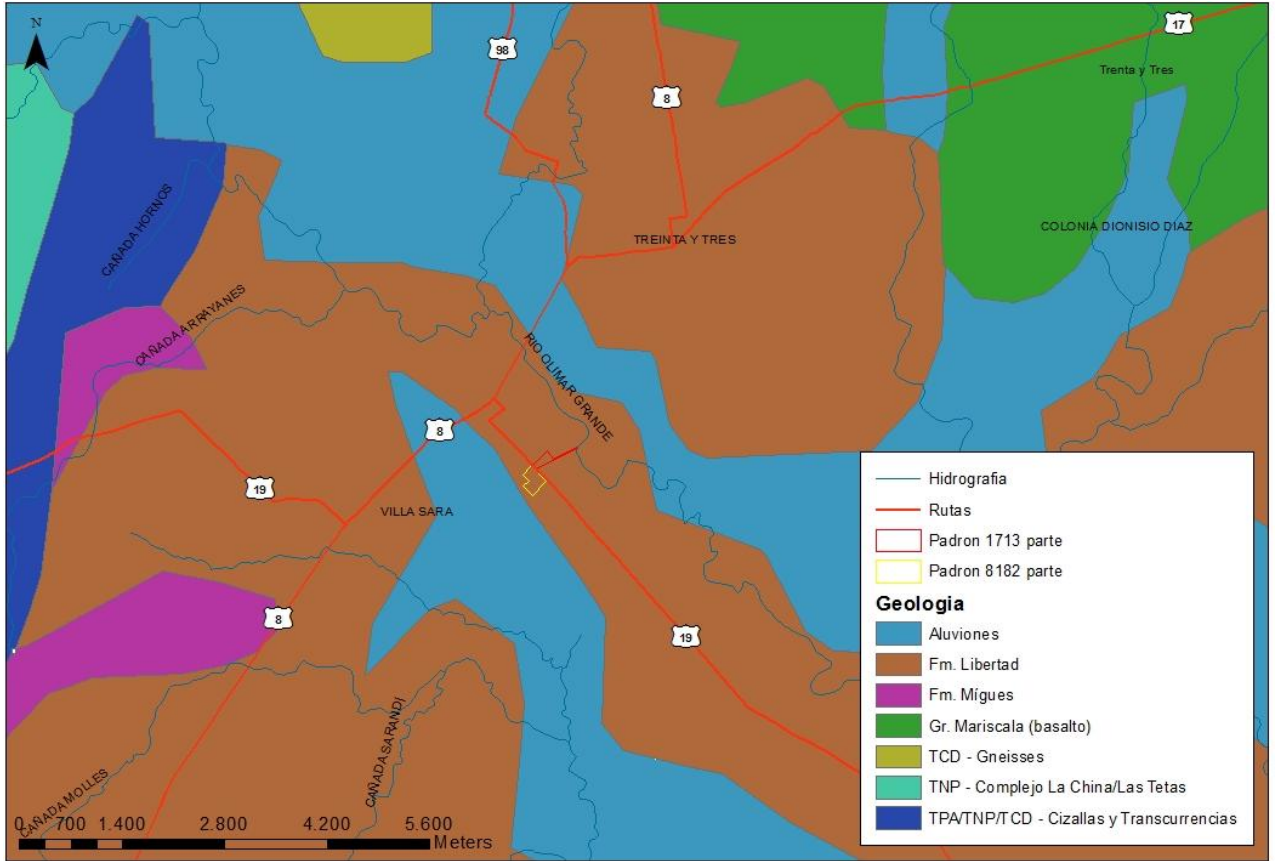 N
98
17
8
Trenta y Tres
CAÑADA HORNOS
TREINTA Y TRES
COLONIA DIONISIO DIAZ
CAÑADA ARRAYANES
RIO OLIMAR GRANDE
8
19
VILLA SARA
8
19
CAÑADA SARANDI
CAÑADA MOLLES
0 700 1.400 2.800 4.200 5.600
Meters
Hidrografia
Rutas
Padron 1713 parte
Padron 8182 parte
Geologia
Aluviones
Fm. Libertad
Fm. Mígues
Gr. Mariscala (basalto)
TCD - Gneisses
TNP - Complejo La China/Las Tetas
TPA/TNP/TCD - Cizallas y Transcurrencias